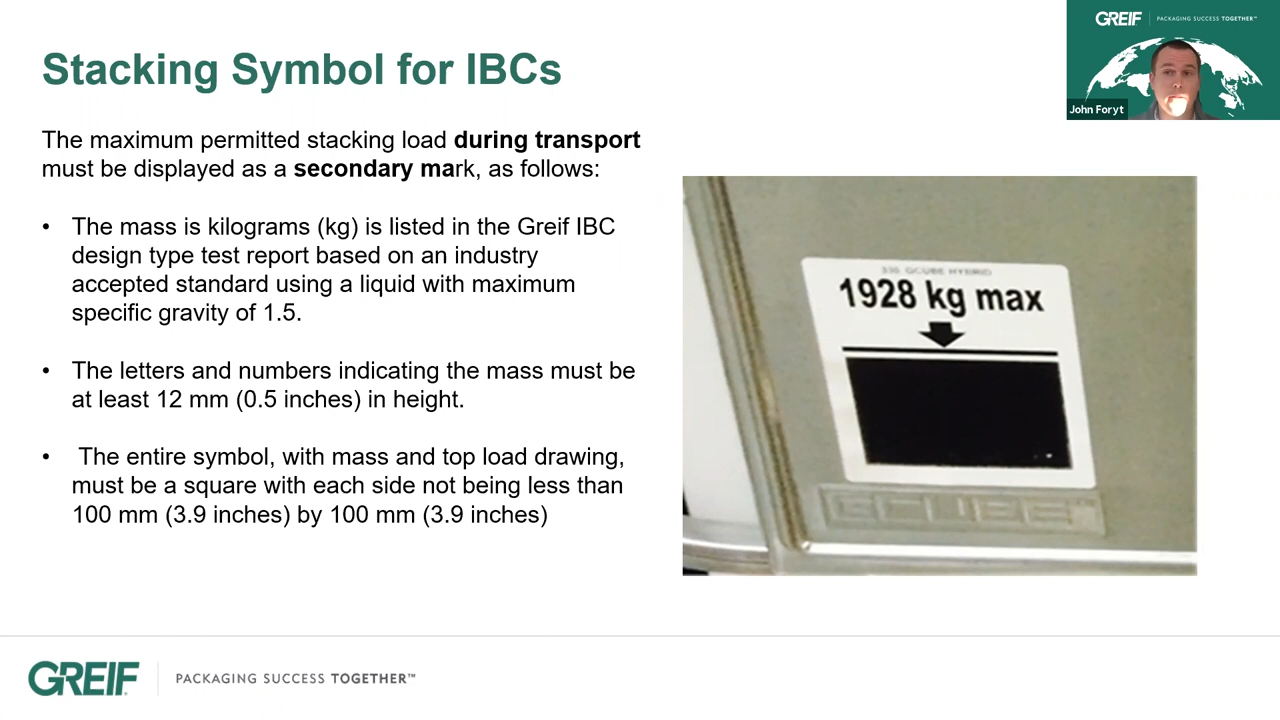 GREIF PACKAGING SUCCESS TOGETHER™
John Foryt
Stacking Symbol for IBCs
The maximum permitted stacking load during transport
must be displayed as a secondary mark, as follows:
• The mass is kilograms (kg) is listed in the Greif IBC
design type test report based on an industry
accepted standard using a liquid with maximum
specific gravity of 1.5.
• The letters and numbers indicating the mass must be
at least 12 mm (0.5 inches) in height.
• The entire symbol, with mass and top load drawing,
must be a square with each side not being less than
100 mm (3.9 inches) by 100 mm (3.9 inches)
330 GCUBE HYBRID
1928 kg max
GCUBE
GREIF PACKAGING SUCCESS TOGETHER™